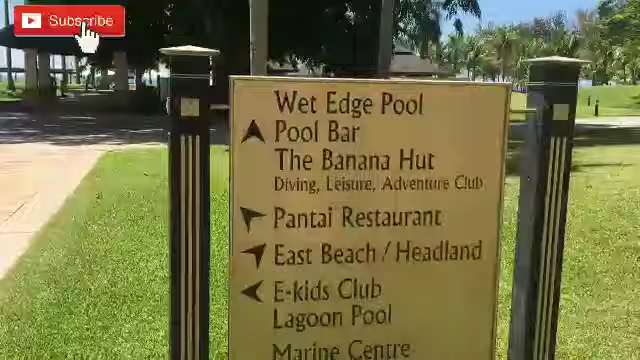 Subscribe
Wet Edge Pool
Pool Bar
The Banana Hut
Diving, Leisure, Adventure Club
Pantai Restaurant
East Beach / Headland
E-kids Club
Lagoon Pool
Marine Centre